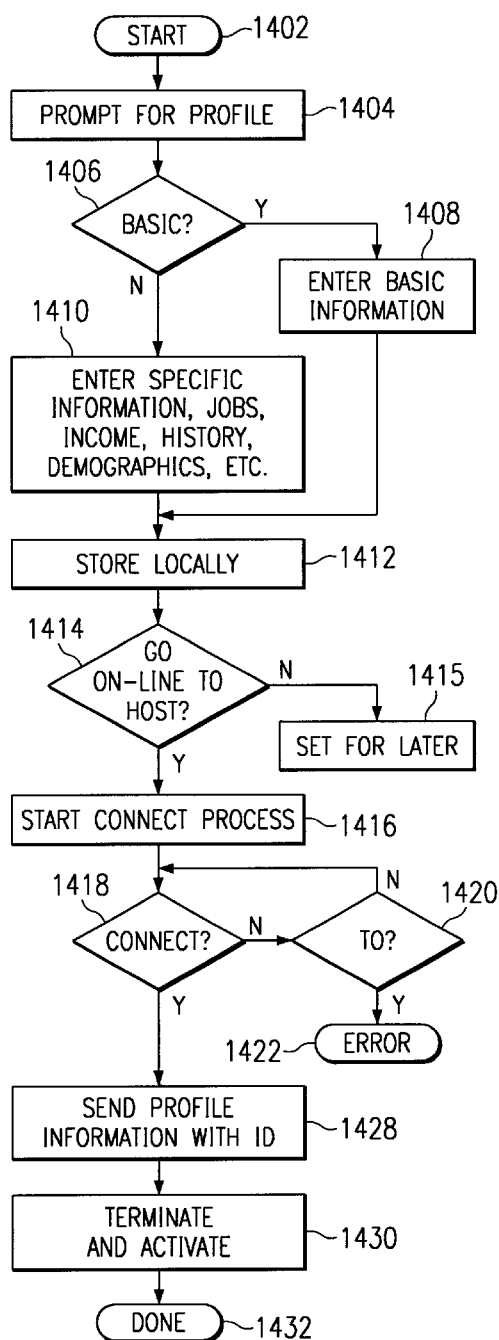 START
1402
PROMPT FOR PROFILE
1404
1406
BASIC?
Y
N
1408
ENTER BASIC
INFORMATION
1410
ENTER SPECIFIC
INFORMATION, JOBS,
INCOME, HISTORY,
DEMOGRAPHICS, ETC.
STORE LOCALLY
1412
1414
GO
ON-LINE TO
HOST?
N
Y
1415
SET FOR LATER
START CONNECT PROCESS
1416
1418
CONNECT?
N
Y
N
1420
TO?
Y
1422
ERROR
SEND PROFILE
INFORMATION WITH ID
1428
TERMINATE
AND ACTIVATE
1430
DONE
1432